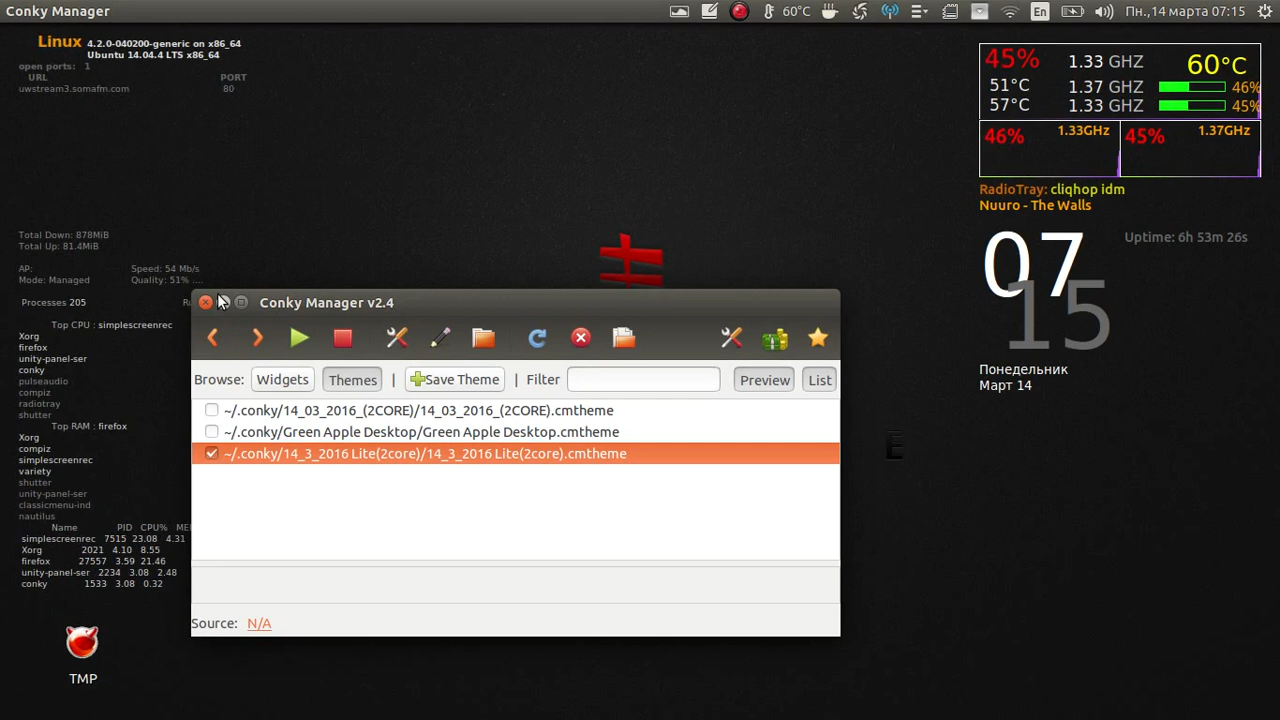 Conky Manager
60°C
En
Пн.,14 марта 07:15
Linux 4.2.0-040200-generic on x86_64
Ubuntu 14.04.4 LTS x86_64
open ports: 1
URL PORT
uwstream3.somafm.com 80
45% 1.33 GHZ 60°C
51°C 1.37 GHZ 46%
57°C 1.33 GHZ 45%
46% 1.33GHz 45% 1.37GHz
RadioTray: cliqhop idm
Nuuro - The Walls
07
15
Uptime: 6h 53m 26s
Понедельник
Март 14
Total Down: 878MiB
Total Up: 81.4MiB
AP: Speed: 54 Mb/s
Mode: Managed Quality: 51% ....
Processes 205
Top CPU : simplescreenrec
Xorg
firefox
unity-panel-ser
conky
pulseaudio
compiz
radiotray
shutter
Top RAM : firefox
Xorg
compiz
simplescreenrec
variety
shutter
unity-panel-ser
classicmenu-ind
nautilus
Name PID CPU%
simplescreenrec 7515 23.08 4.31
Xorg 2021 4.10 8.55
firefox 27557 3.59 21.46
unity-panel-ser 2234 3.08 2.48
conky 1533 3.08 0.32
Conky Manager v2.4
Browse: Widgets Themes | Save Theme | Filter Preview List
~/.conky/14_03_2016_(2CORE)/14_03_2016_(2CORE).cmtheme
~/.conky/Green Apple Desktop/Green Apple Desktop.cmtheme
~/.conky/14_3_2016 Lite(2core)/14_3_2016 Lite(2core).cmtheme
Source: N/A
E
TMP